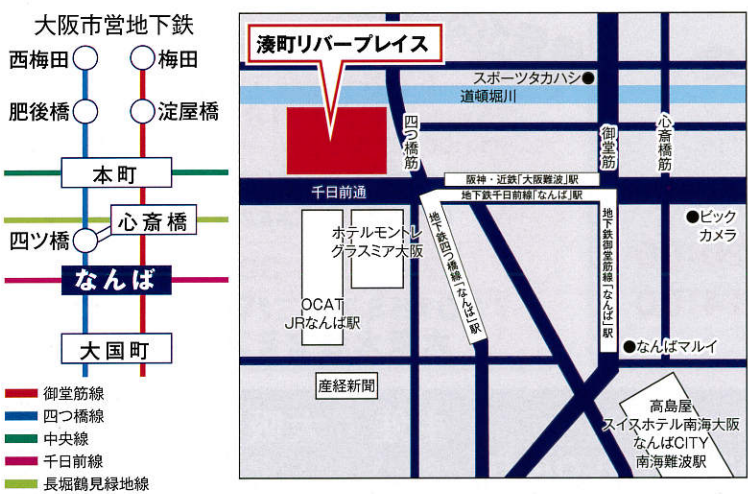 大阪市営地下鉄
西梅田
梅田
肥後橋
淀屋橋
本町
心斎橋
四ツ橋
なんば
大国町
御堂筋線
四つ橋線
中央線
千日前線
長堀鶴見緑地線
湊町リバープレイス
スポーツタカハシ
道頓堀川
四つ橋筋
御堂筋
心斎橋筋
阪神・近鉄「大阪難波」駅
千日前通
地下鉄千日前線「なんば」駅
地下鉄四つ橋線「なんば」駅
地下鉄御堂筋線「なんば」駅
ビック
カメラ
ホテルモントレ
グラスミア大阪
OCAT
JRなんば駅
なんばマルイ
産経新聞
高島屋
スイスホテル南海大阪
なんばCITY
南海難波駅